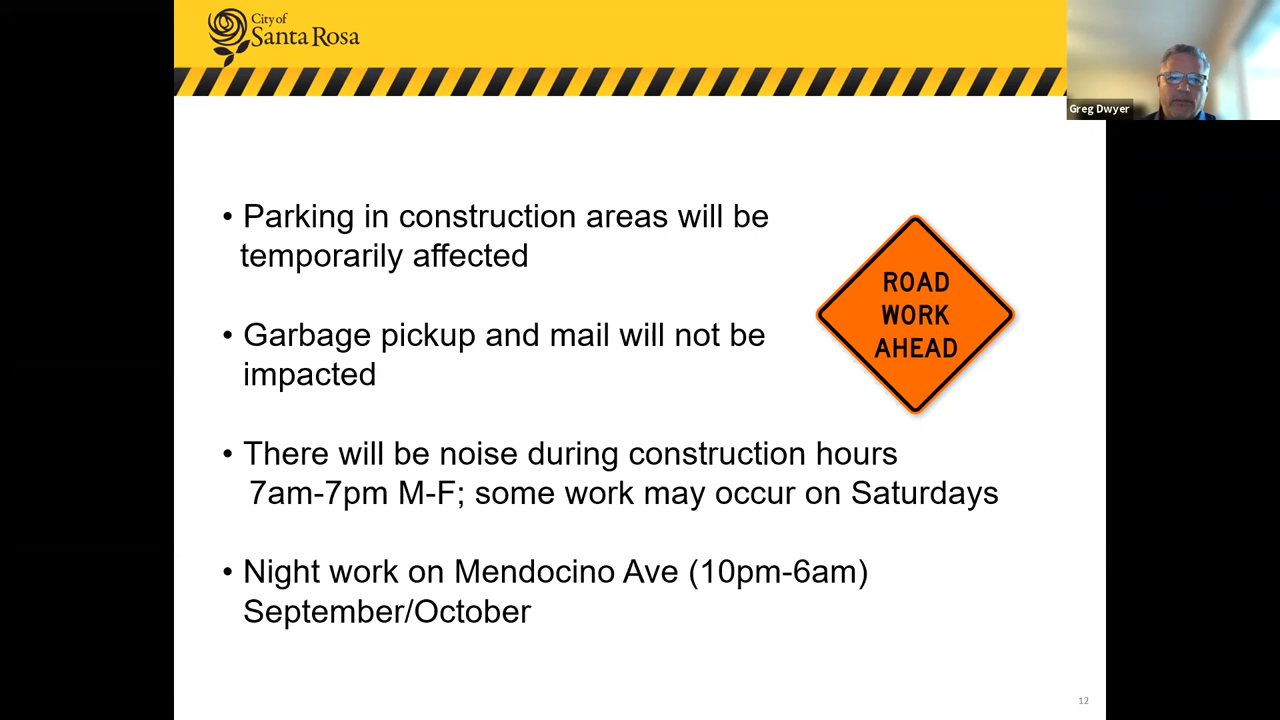 City of
Santa Rosa
Greg Dwyer
• Parking in construction areas will be
temporarily affected
• Garbage pickup and mail will not be
impacted
• There will be noise during construction hours
7am-7pm M-F; some work may occur on Saturdays
• Night work on Mendocino Ave (10pm-6am)
September/October
ROAD
WORK
AHEAD
12